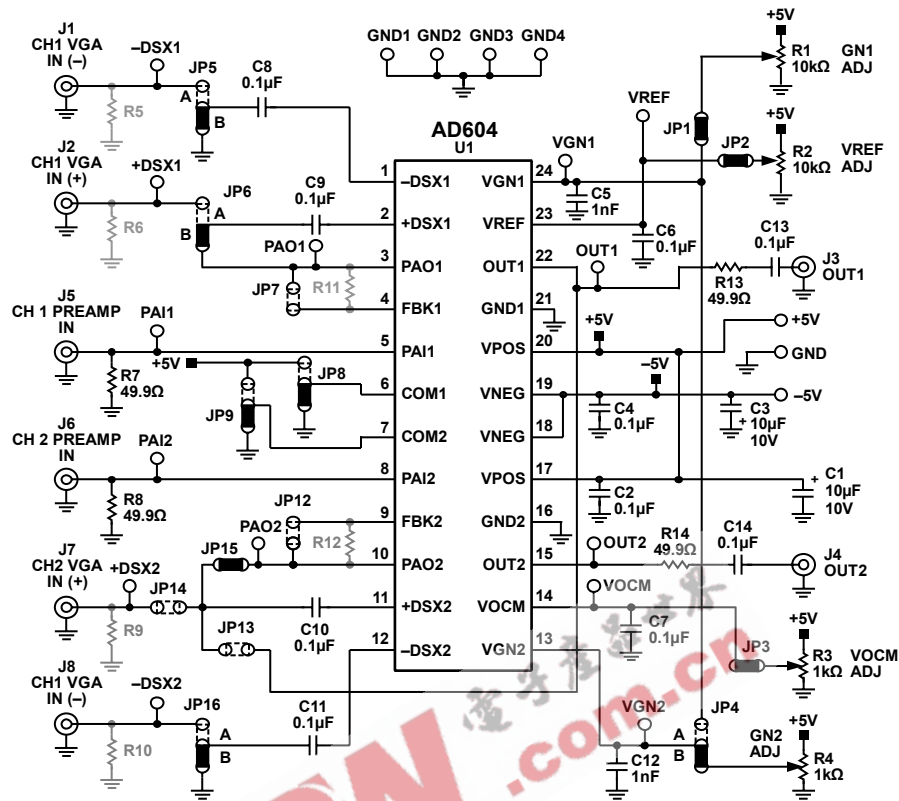 J1
CH1 VGA
IN (–)
–DSX1
JP5
A
B
C8
0.1µF
R5
GND1 GND2 GND3 GND4
+5V
R1
10kΩ
GN1
ADJ
VREF
JP1
+5V
JP2
R2
10kΩ
VREF
ADJ
J2
CH1 VGA
IN (+)
+DSX1
JP6
A
B
C9
0.1µF
R6
AD604
U1
VGN1
C5
1nF
C6
0.1µF
1 –DSX1 VGN1 24
2 +DSX1 VREF 23
3 PAO1 OUT1 22
4 FBK1 GND1 21
5 PAI1 VPOS 20
6 COM1 VNEG 19
7 COM2 VNEG 18
8 PAI2 VPOS 17
9 FBK2 GND2 16
10 PAO2 OUT2 15
11 +DSX2 VOCM 14
12 –DSX2 VGN2 13
PAO1
JP7
R11
OUT1
R13
49.9Ω
C13
0.1µF
J3
OUT1
J5
CH 1 PREAMP
IN
PAI1
R7
49.9Ω
+5V
JP8
JP9
+5V
+5V
GND
–5V
–5V
C4
0.1µF
C3
+
10µF
10V
J6
CH 2 PREAMP
IN
PAI2
R8
49.9Ω
C2
0.1µF
C1
+
10µF
10V
JP12
R12
PAO2
JP15
OUT2
R14
49.9Ω
C14
0.1µF
J4
OUT2
J7
CH2 VGA
IN (+)
+DSX2
JP14
R9
JP13
C10
0.1µF
VOCM
C7
0.1µF
JP3
+5V
R3
1kΩ
VOCM
ADJ
J8
CH1 VGA
IN (–)
–DSX2
JP16
A
B
R10
C11
0.1µF
VGN2
C12
1nF
JP4
A
B
GN2
ADJ
+5V
R4
1kΩ
电子产品世界
.com.cn